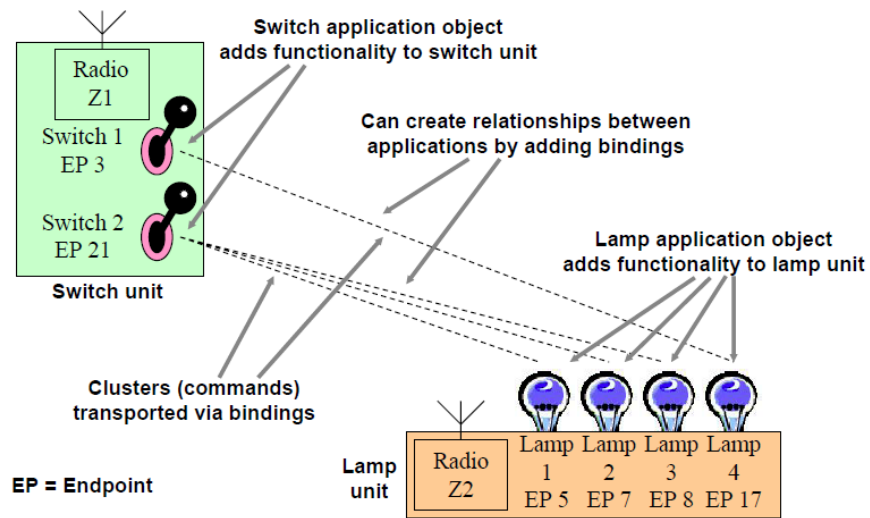 Switch application object
adds functionality to switch unit
Radio
Z1
Switch 1
EP 3
Can create relationships between
applications by adding bindings
Switch 2
EP 21
Switch unit
Lamp application object
adds functionality to lamp unit
Clusters (commands)
transported via bindings
EP = Endpoint
Lamp
unit
Radio
Z2
Lamp
1
EP 5
Lamp
2
EP 7
Lamp
3
EP 8
Lamp
4
EP 17